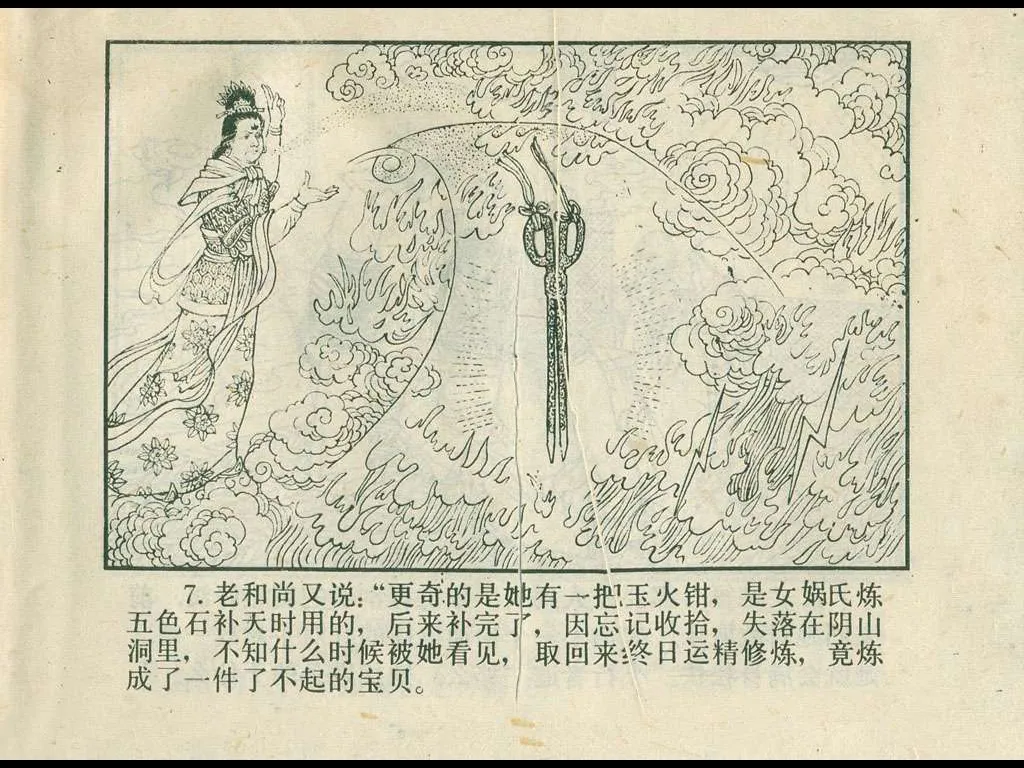 7. 老和尚又说：“更奇的是她有一把玉火钳，是女娲氏炼
五色石补天时用的，后来补完了，因忘记收拾，失落在阴山
洞里，不知什么时候被她看见，取回来终日运精修炼，竟炼
成了一件了不起的宝贝。